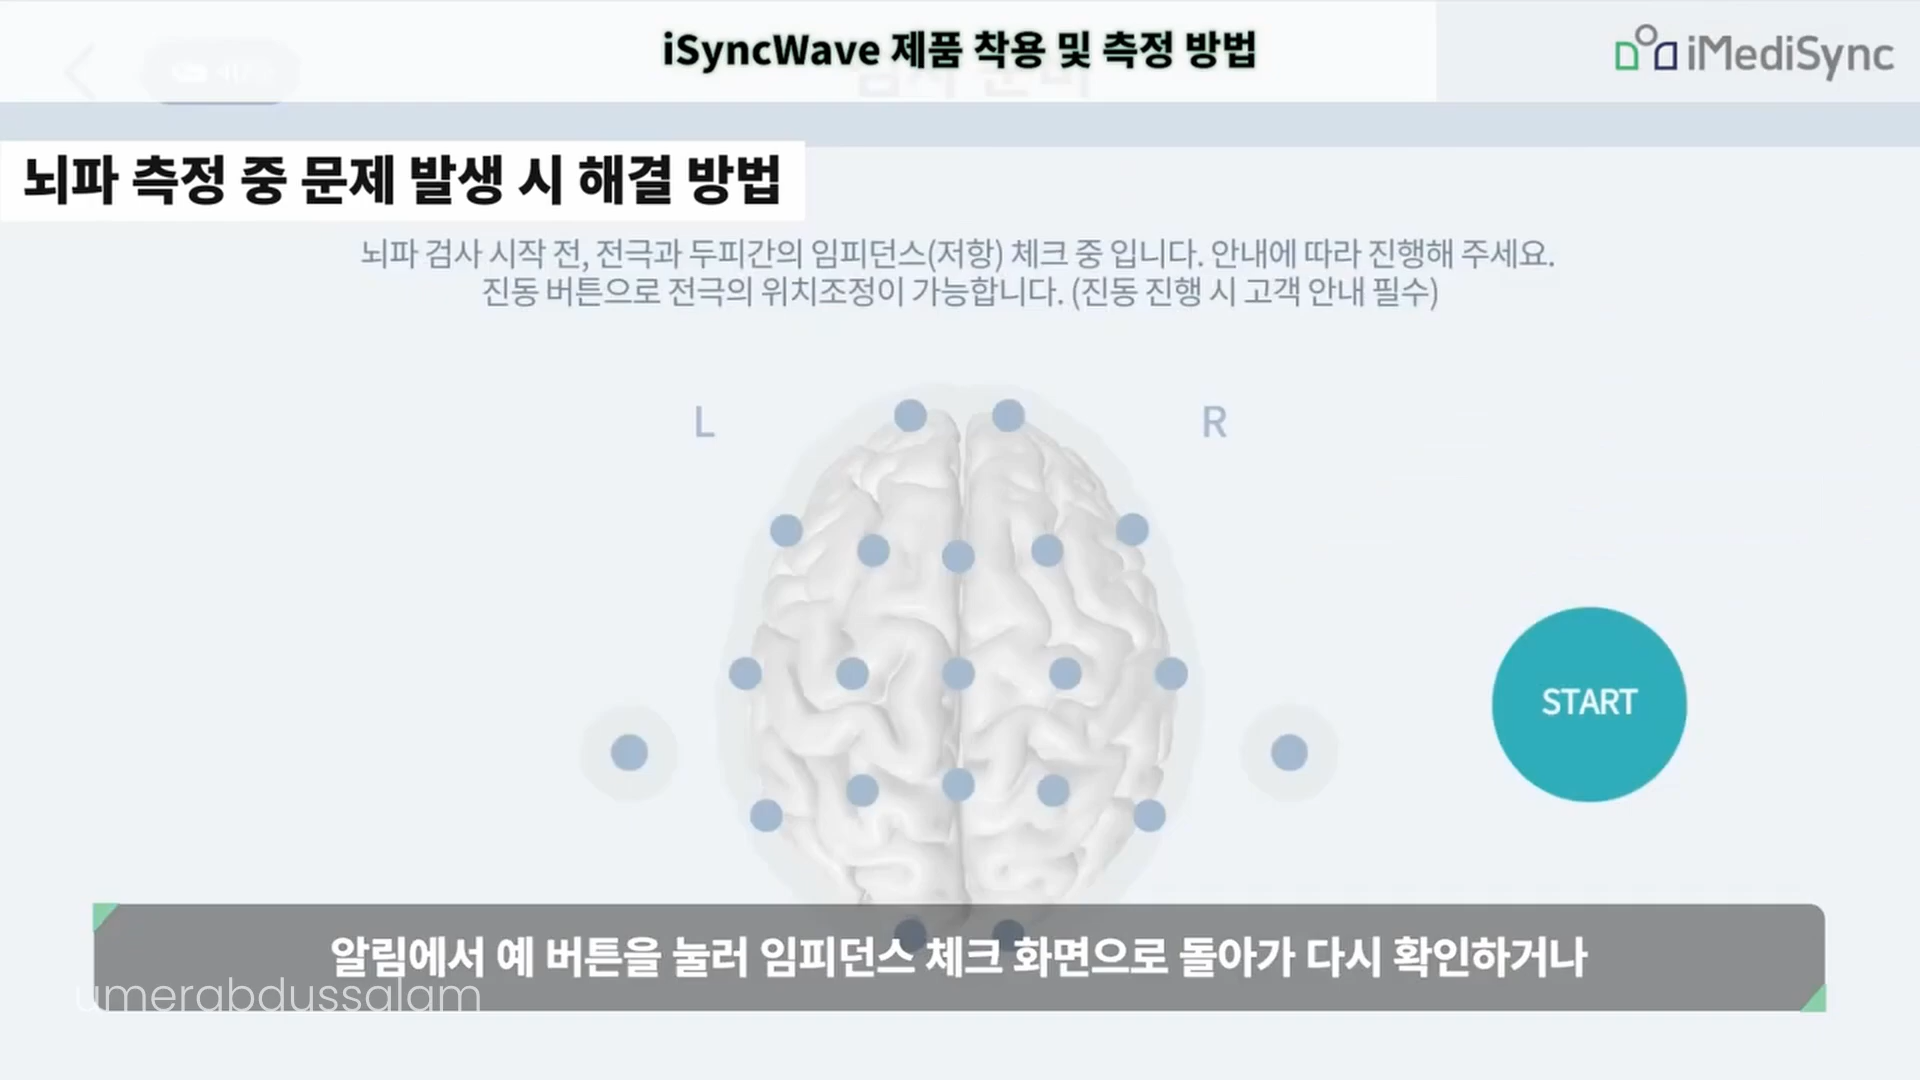 iSyncWave 제품 착용 및 측정 방법
iMediSync
뇌파 측정 중 문제 발생 시 해결 방법
뇌파 검사 시작 전, 전극과 두피간의 임피던스(저항) 체크 중 입니다. 안내에 따라 진행해 주세요.
진동 버튼으로 전극의 위치조정이 가능합니다. (진동 진행 시 고객 안내 필수)
L
R
START
알림에서 예 버튼을 눌러 임피던스 체크 화면으로 돌아가 다시 확인하거나
umerabdussalam